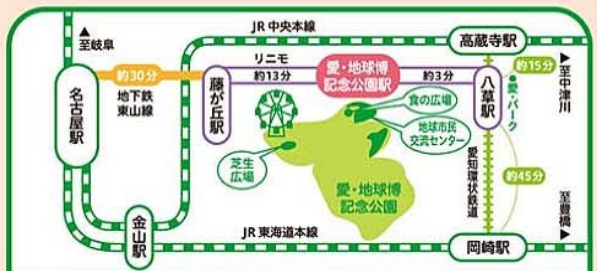 JR 中央本線
▲至岐阜
高蔵寺駅
リニモ
約15分
約30分
約13分
愛・地球博
記念公園駅
約3分
▶至中津川
地下鉄
東山線
名古屋駅
藤が丘駅
八草駅
●愛・パーク
食の広場
地球市民
交流センター
芝生
広場
愛・地球博
記念公園
愛知環状鉄道
約45分
金山駅
JR 東海道本線
岡崎駅
至豊橋▶